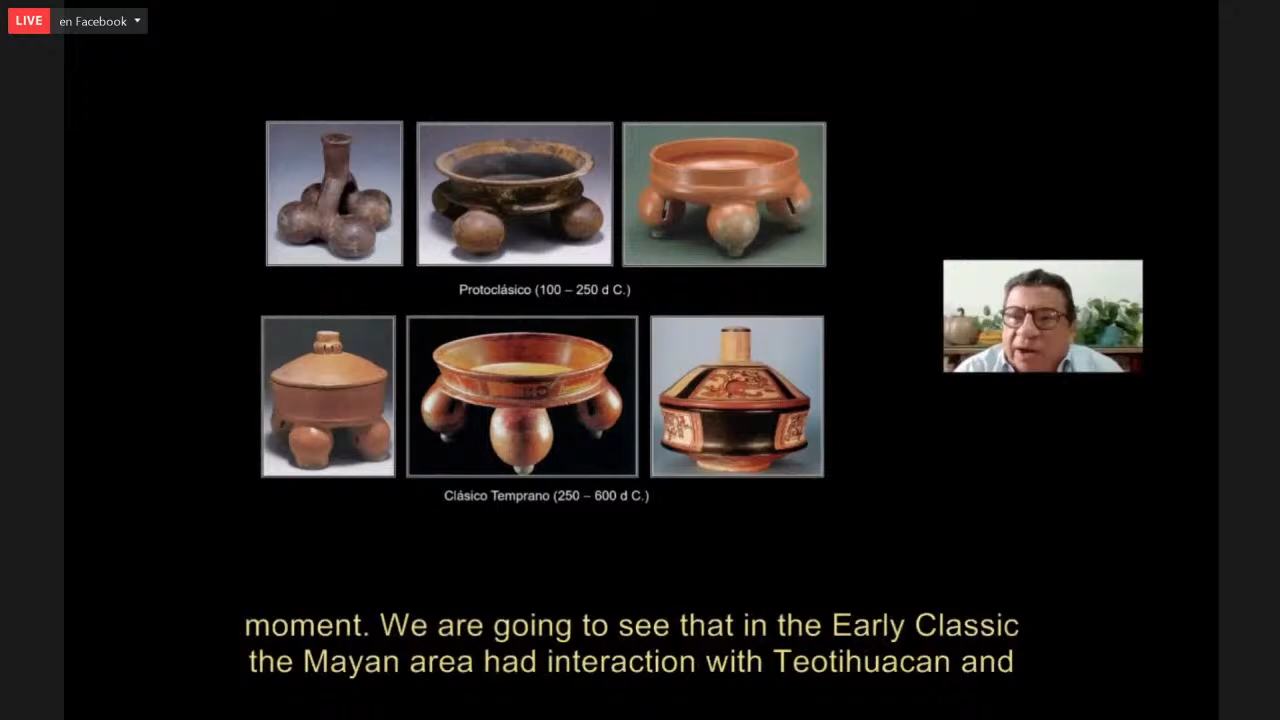 LIVE en Facebook
Protoclásico (100 – 250 d C.)
Clásico Temprano (250 – 600 d C.)
moment. We are going to see that in the Early Classic
the Mayan area had interaction with Teotihuacan and